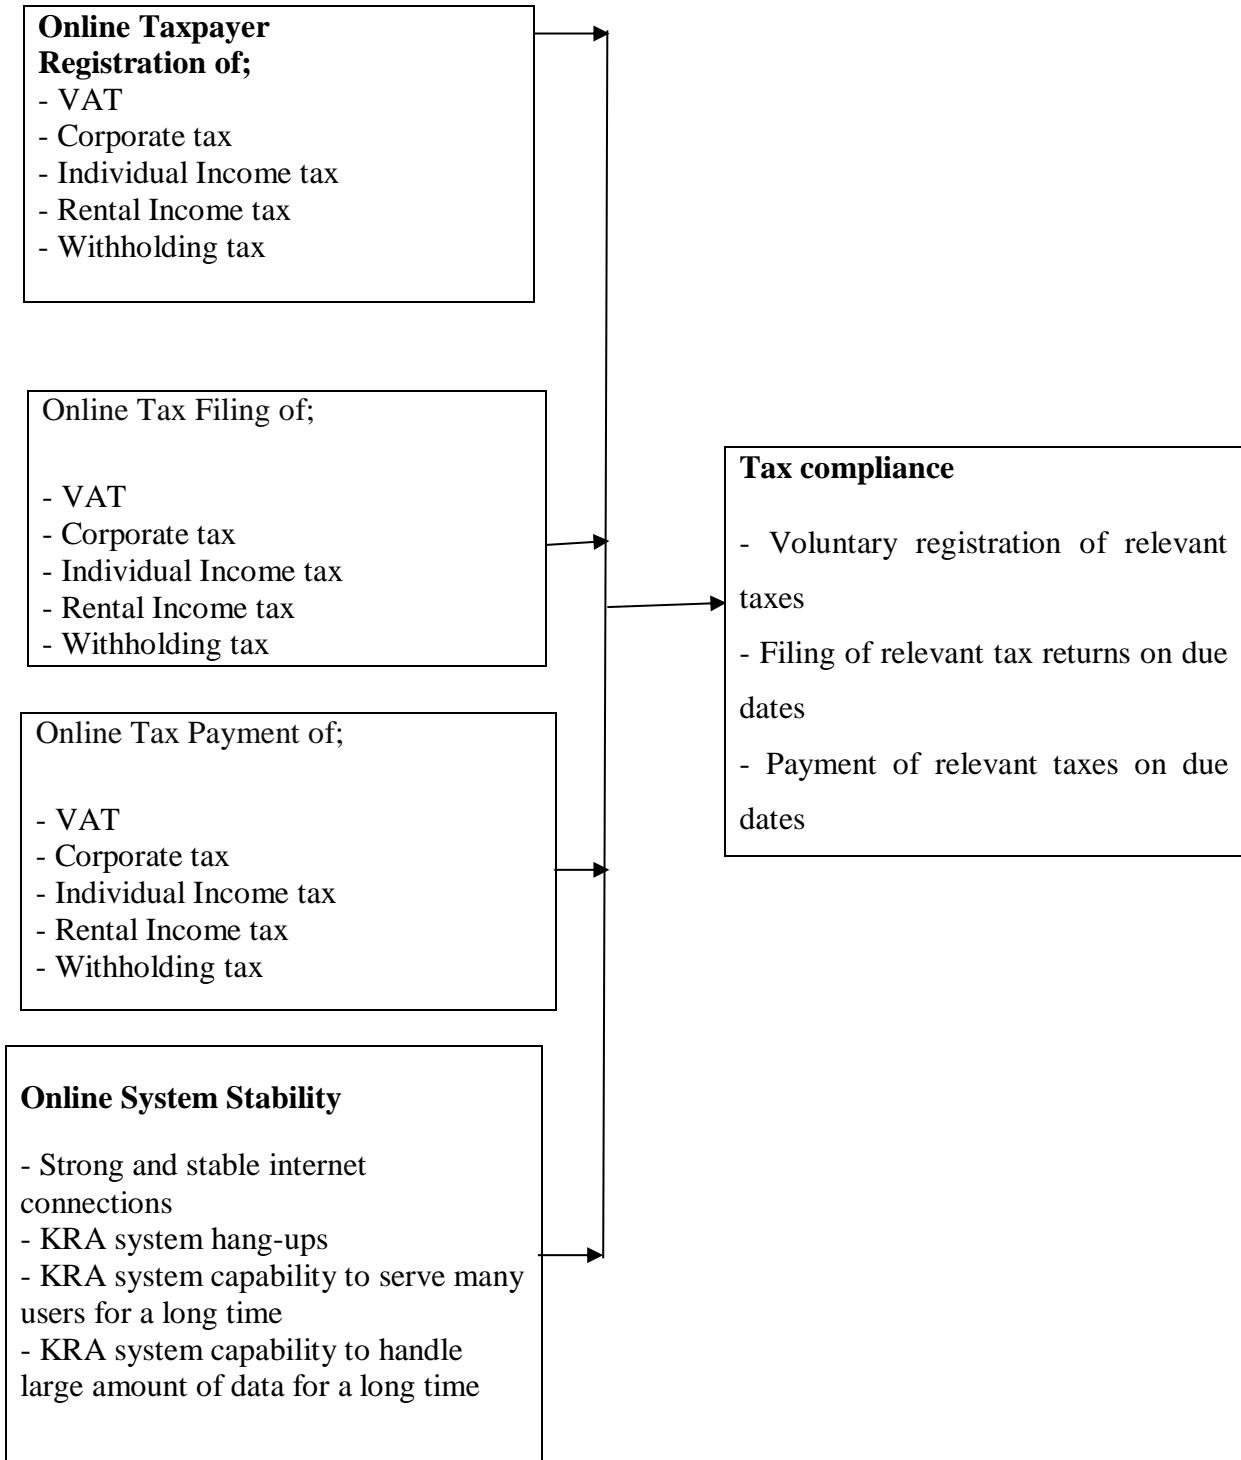 Online Taxpayer
Registration of;
- VAT
- Corporate tax
- Individual Income tax
- Rental Income tax
- Withholding tax
Online Tax Filing of;
- VAT
- Corporate tax
- Individual Income tax
- Rental Income tax
- Withholding tax
Online Tax Payment of;
- VAT
- Corporate tax
- Individual Income tax
- Rental Income tax
- Withholding tax
Online System Stability
- Strong and stable internet
connections
- KRA system hang-ups
- KRA system capability to serve many
users for a long time
- KRA system capability to handle
large amount of data for a long time
Tax compliance
- Voluntary registration of relevant
taxes
- Filing of relevant tax returns on due
dates
- Payment of relevant taxes on due
dates